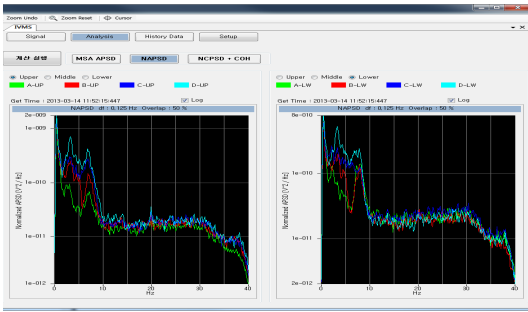 Zoom Undo Zoom Reset Cursor
IVMS
Signal Analysis History Data Setup
계산 설명 MSA APSD NAPSD NCPSD + COH
Upper Middle Lower
A-UP B-UP C-UP D-UP
Get Time : 2013-03-14 11:52:15:447 Log
NAPSD df : 0.125 Hz Overlap : 50 %
2e-009
1e-009
1e-010
1e-011
1e-012
Normalized APSD (V^2 / Hz)
0 10 20 30 40
Hz
Upper Middle Lower
A-LW B-LW C-LW D-LW
Get Time : 2013-03-14 11:52:15:447 Log
NAPSD df : 0.125 Hz Overlap : 50 %
8e-010
1e-010
1e-011
2e-012
Normalized APSD (V^2 / Hz)
0 10 20 30 40
Hz